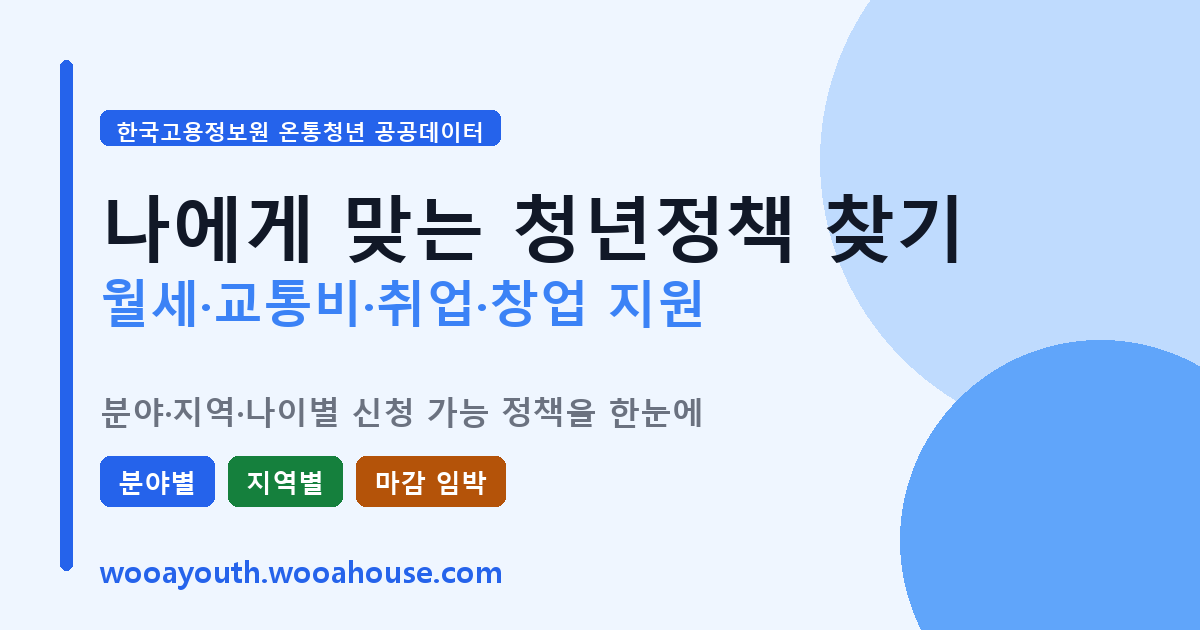 한국고용정보원 온통청년 공공데이터
나에게 맞는 청년정책 찾기
월세·교통비·취업·창업 지원
분야·지역·나이별 신청 가능 정책을 한눈에
분야별 지역별 마감 임박
wooayouth.wooahouse.com